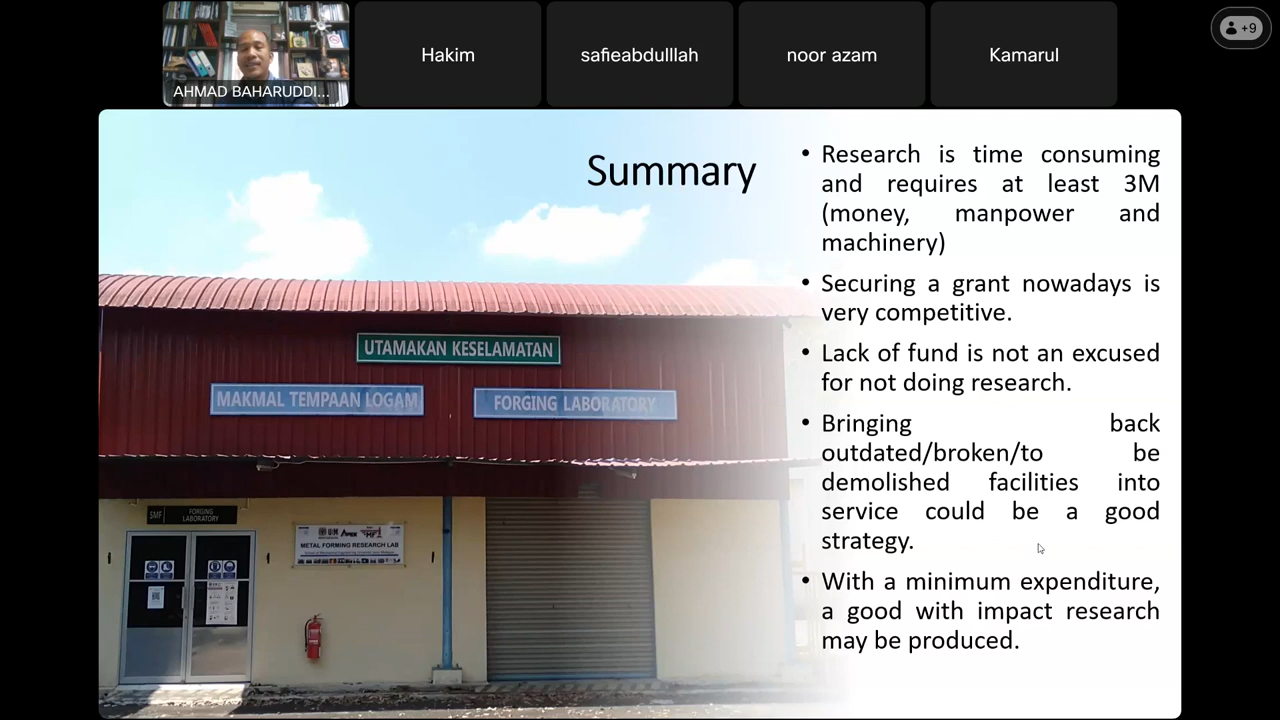 AHMAD BAHARUDDI...
Hakim
safieabdulllah
noor azam
Kamarul
+9
Summary
• Research is time consuming
and requires at least 3M
(money, manpower and
machinery)
• Securing a grant nowadays is
very competitive.
• Lack of fund is not an excused
for not doing research.
• Bringing back
outdated/broken/to be
demolished facilities into
service could be a good
strategy.
• With a minimum expenditure,
a good with impact research
may be produced.
UTAMAKAN KESELAMATAN
MAKMAL TEMPAAN LOGAM
FORGING LABORATORY
SMF FORGING
LABORATORY
METAL FORMING RESEARCH LAB